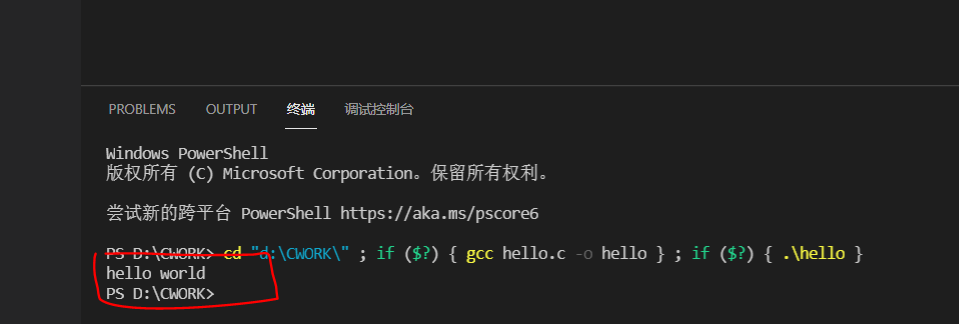 PROBLEMS OUTPUT 终端 调试控制台
Windows PowerShell
版权所有 (C) Microsoft Corporation。保留所有权利。
尝试新的跨平台 PowerShell https://aka.ms/pscore6
PS D:\CWORK> cd "d:\CWORK\" ; if ($?) { gcc hello.c -o hello } ; if ($?) { .\hello }
hello world
PS D:\CWORK>